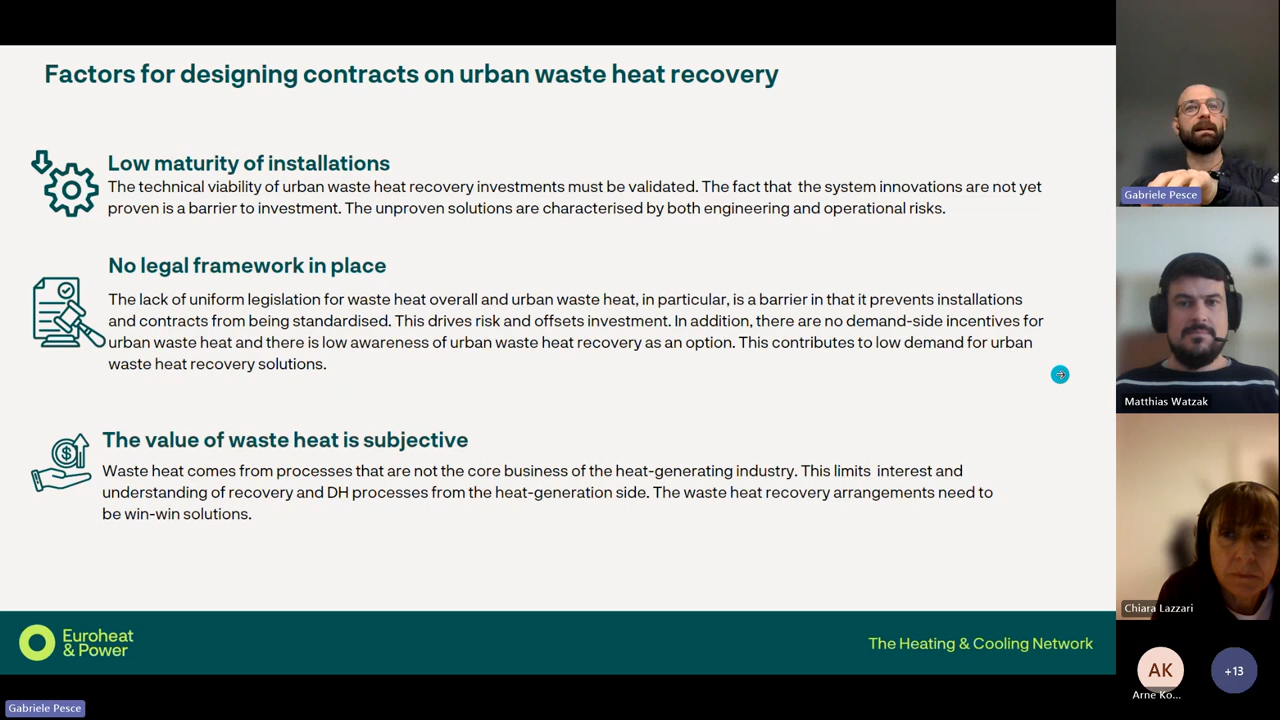 Factors for designing contracts on urban waste heat recovery
Low maturity of installations
The technical viability of urban waste heat recovery investments must be validated. The fact that the system innovations are not yet
proven is a barrier to investment. The unproven solutions are characterised by both engineering and operational risks.
No legal framework in place
The lack of uniform legislation for waste heat overall and urban waste heat, in particular, is a barrier in that it prevents installations
and contracts from being standardised. This drives risk and offsets investment. In addition, there are no demand-side incentives for
urban waste heat and there is low awareness of urban waste heat recovery as an option. This contributes to low demand for urban
waste heat recovery solutions.
$
The value of waste heat is subjective
Waste heat comes from processes that are not the core business of the heat-generating industry. This limits interest and
understanding of recovery and DH processes from the heat-generation side. The waste heat recovery arrangements need to
be win-win solutions.
Euroheat
& Power
The Heating & Cooling Network
Gabriele Pesce
Gabriele Pesce
Matthias Watzak
Chiara Lazzari
AK
+13
Arne Ko...